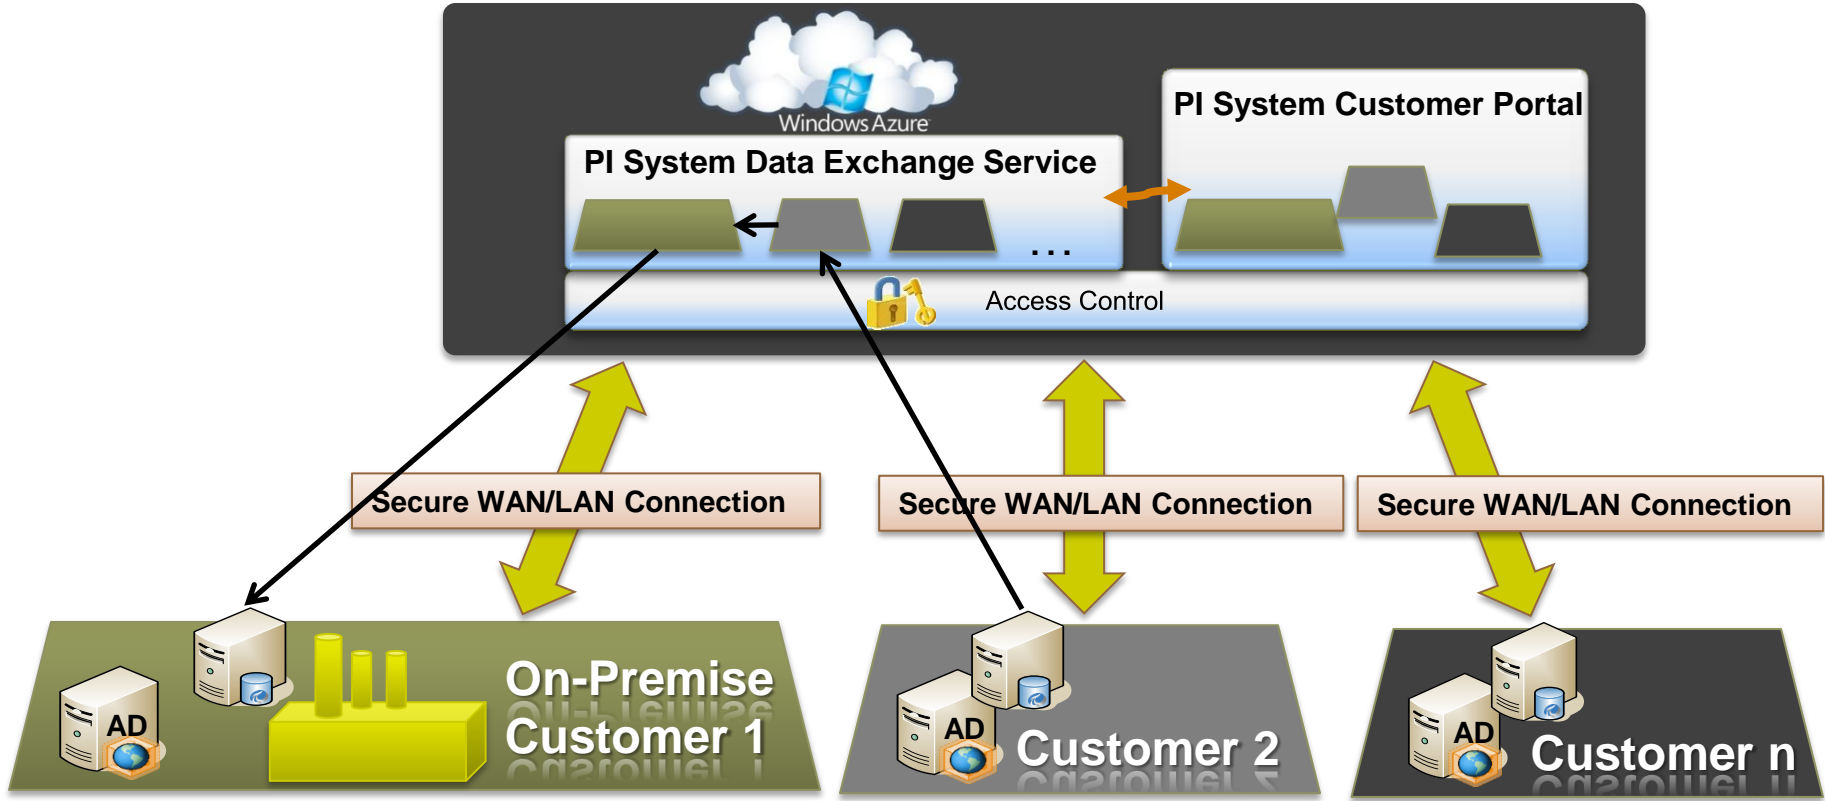 Windows Azure
PI System Customer Portal
PI System Data Exchange Service
...
Access Control
Secure WAN/LAN Connection
Secure WAN/LAN Connection
Secure WAN/LAN Connection
On-Premise
Customer 1
AD
Customer 2
AD
Customer n
AD